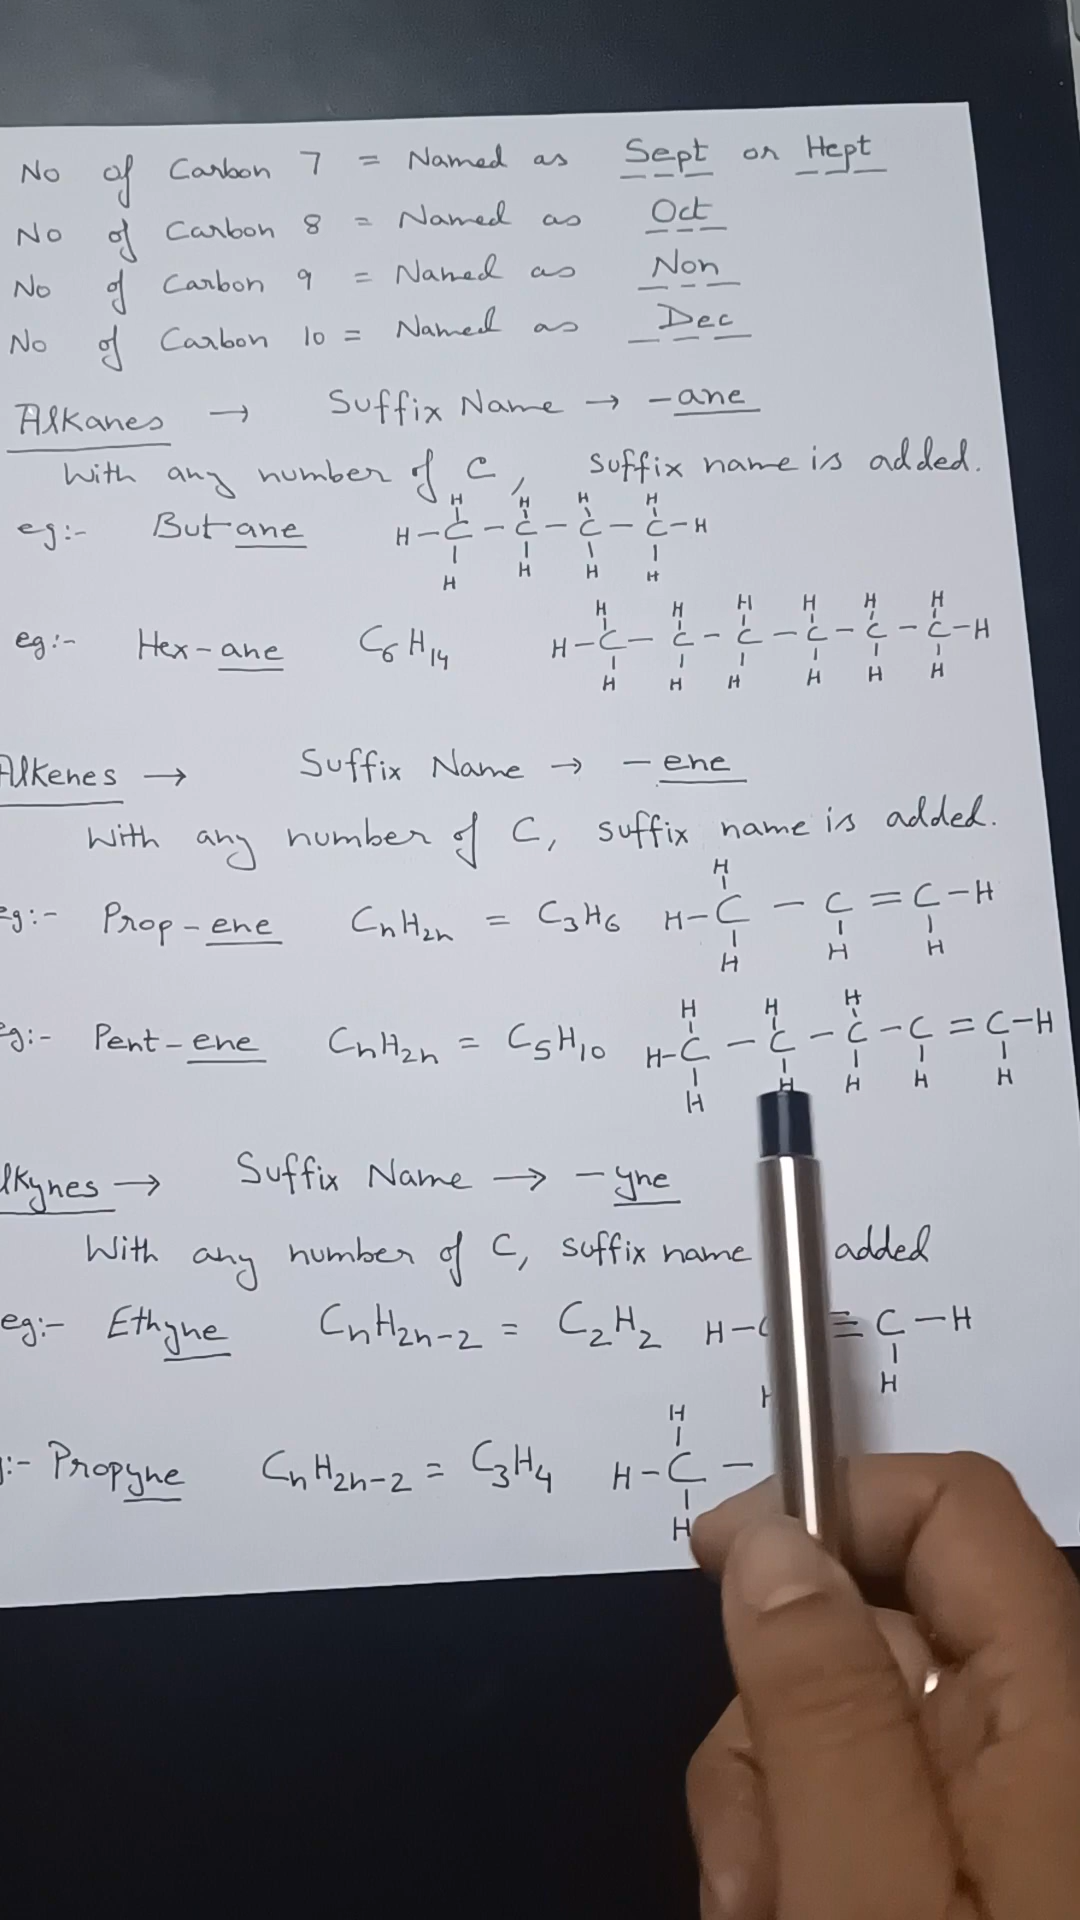 No of Carbon 7 = Named as Sept or Hept
No of Carbon 8 = Named as Oct
No of Carbon 9 = Named as Non
No of Carbon 10 = Named as Dec
Alkanes → Suffix Name → -ane
With any number of C, suffix name is added.
H H H H
eg:- Butane H-C-C-C-C-H
H H H H
H H H H H H
eg:- Hex-ane C6H14 H-C-C-C-C-C-C-H
H H H H H H
Alkenes → Suffix Name → -ene
With any number of C, suffix name is added.
H
eg:- Prop-ene CnH2n = C3H6 H-C-C=C-H
H H H
H H H
eg:- Pent-ene CnH2n = C5H10 H-C-C-C-C=C-H
H H H H H
lkynes → Suffix Name → -yne
With any number of C, suffix name added
eg:- Ethyne CnH2n-2 = C2H2 H-C≡C-H
H H
H
:- Propyne CnH2n-2 = C3H4 H-C-
H